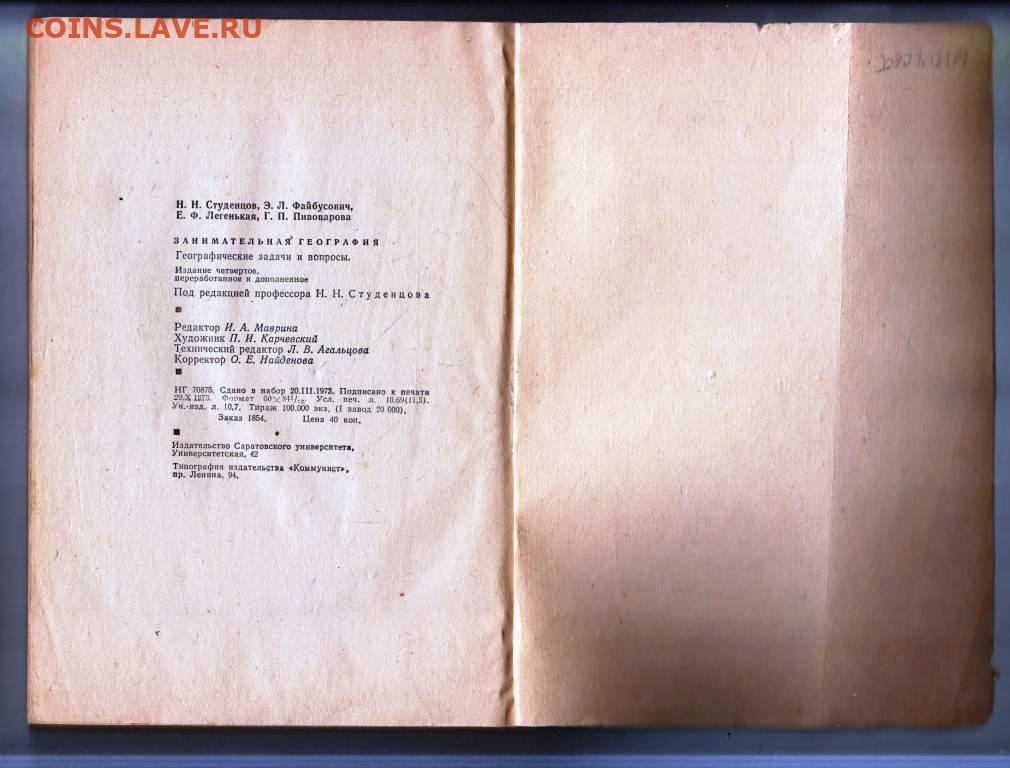 COINS.LAVE.RU
Н. Н. Студенцов, Э. Л. Файбусович,
Е. Ф. Легенькая, Г. П. Пивоварова
ЗАНИМАТЕЛЬНАЯ ГЕОГРАФИЯ
Географические задачи и вопросы.
Издание четвертое,
переработанное и дополненное
Под редакцией профессора Н. Н. Студенцова
Редактор И. А. Маврина
Художник П. И. Карчевский
Технический редактор Л. В. Агальцова
Корректор О. Е. Найденова
НГ 70875. Сдано в набор 20.III.1973. Подписано к печати
29.X 1973. Формат 60×84¹/₁₆. Усл. печ. л. 10,69(11,5).
Уч.-изд. л. 10,7. Тираж 100.000 экз. (I завод 20 000).
Заказ 1854. Цена 40 коп.
Издательство Саратовского университета,
Университетская, 42
Типография издательства «Коммунист»,
пр. Ленина, 94.